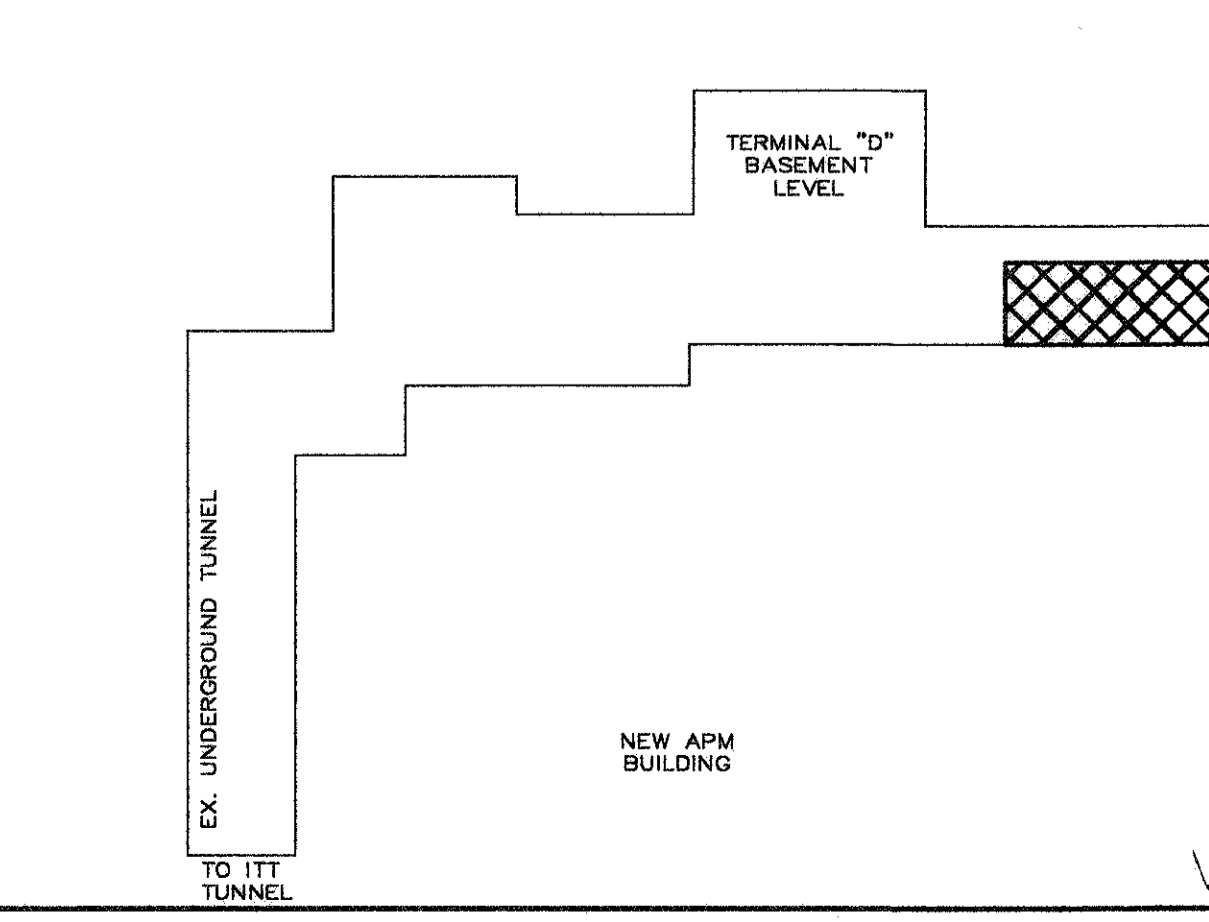 TERMINAL "D"
BASEMENT
LEVEL
EX. UNDERGROUND TUNNEL
NEW APM
BUILDING
TO ITT
TUNNEL